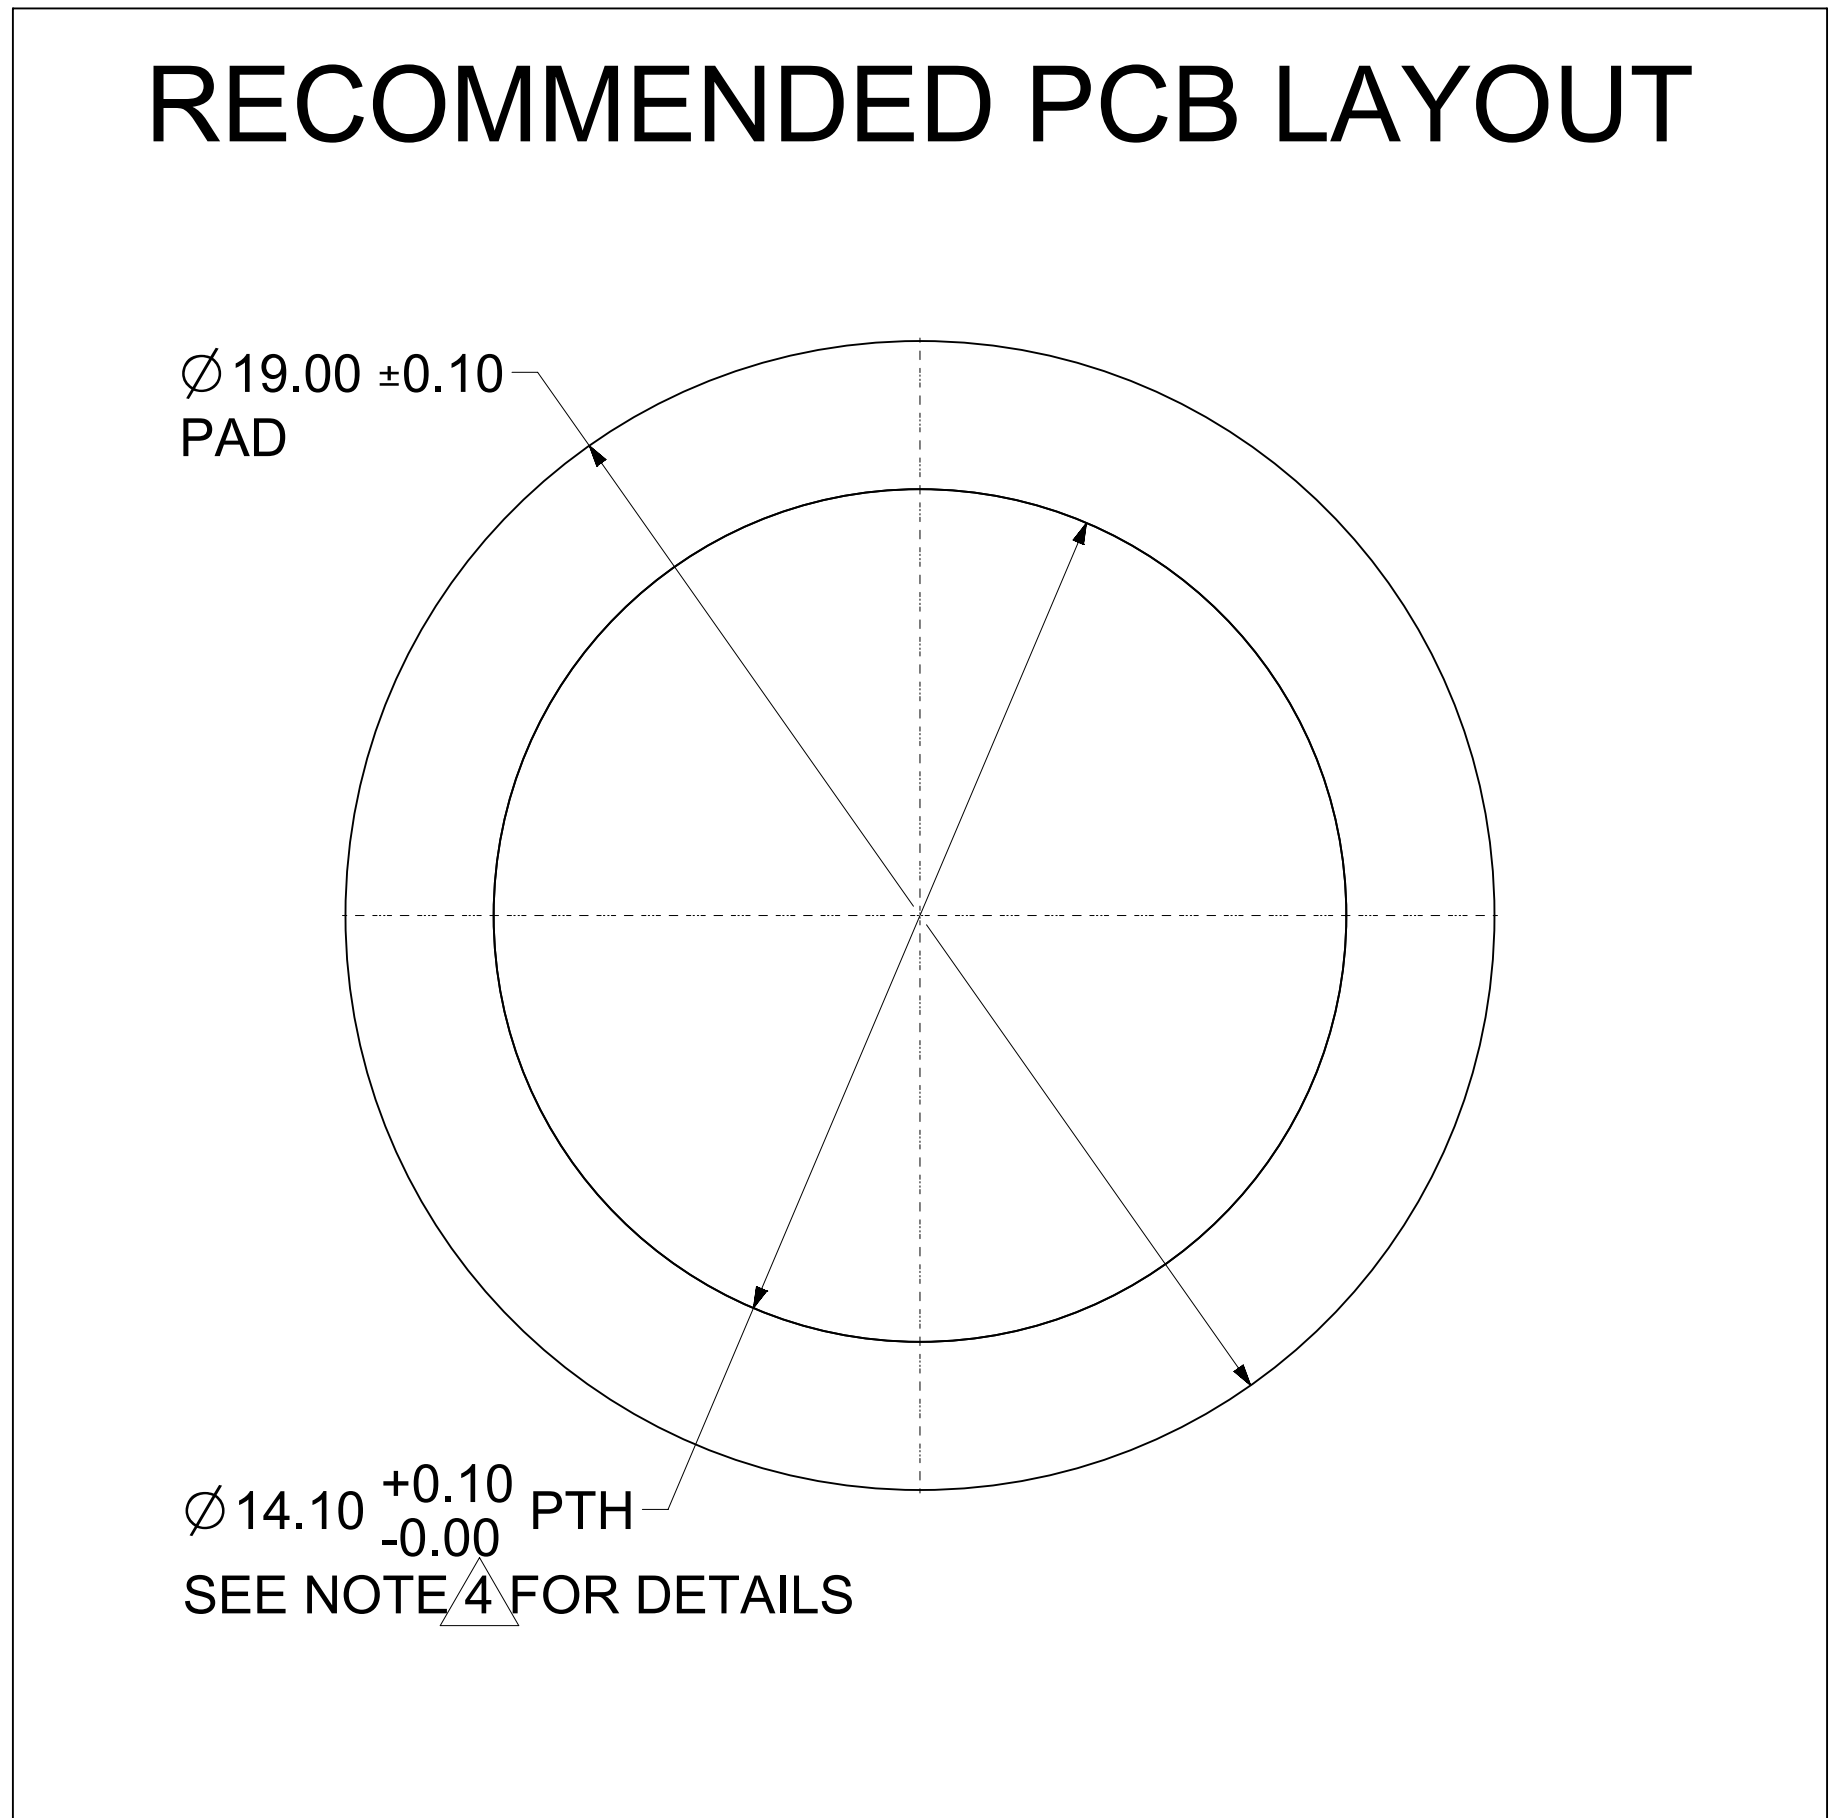 RECOMMENDED PCB LAYOUT
∅19.00 ±0.10
PAD
∅14.10 +0.10 -0.00 PTH
SEE NOTE 4 FOR DETAILS